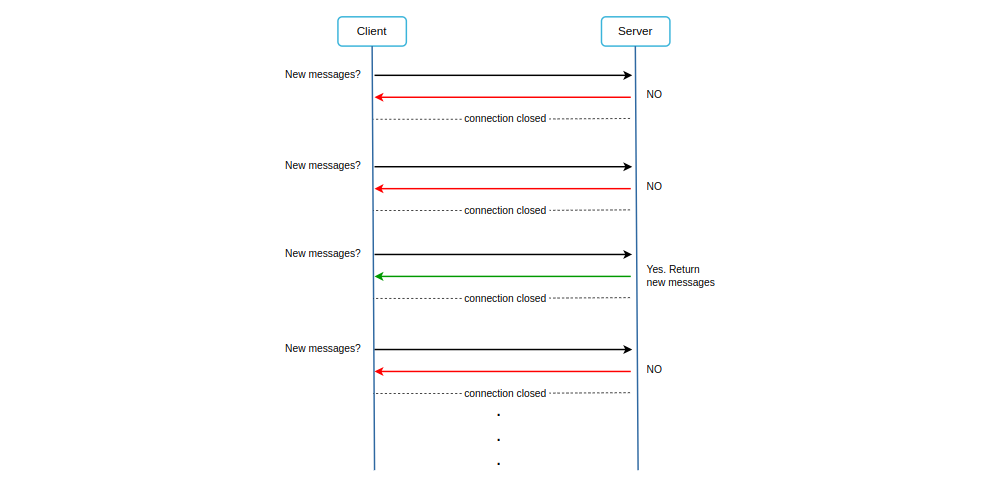 Client
Server
New messages?
NO
connection closed
New messages?
NO
connection closed
New messages?
Yes. Return
new messages
connection closed
New messages?
NO
connection closed